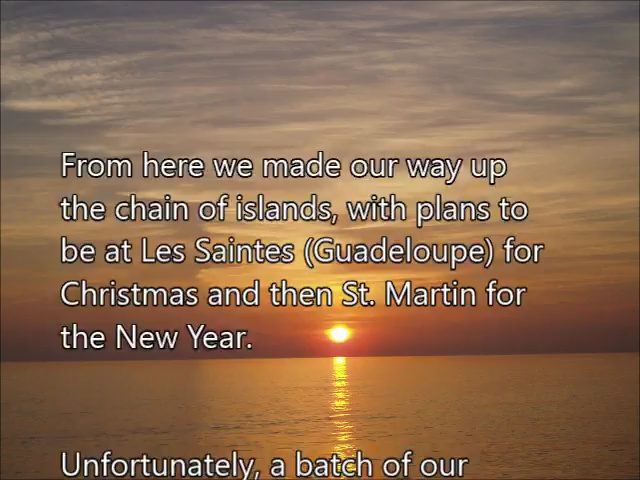 From here we made our way up
the chain of islands, with plans to
be at Les Saintes (Guadeloupe) for
Christmas and then St. Martin for
the New Year.
Unfortunately, a batch of our